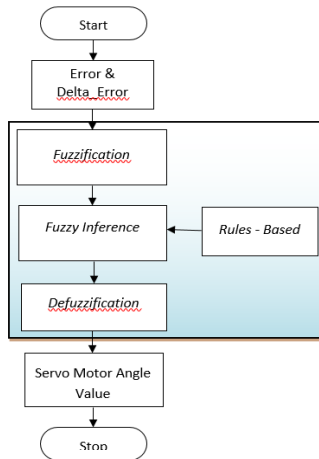 Start
Error &
Delta_Error
Fuzzification
Fuzzy Inference
Rules - Based
Defuzzification
Servo Motor Angle
Value
Stop